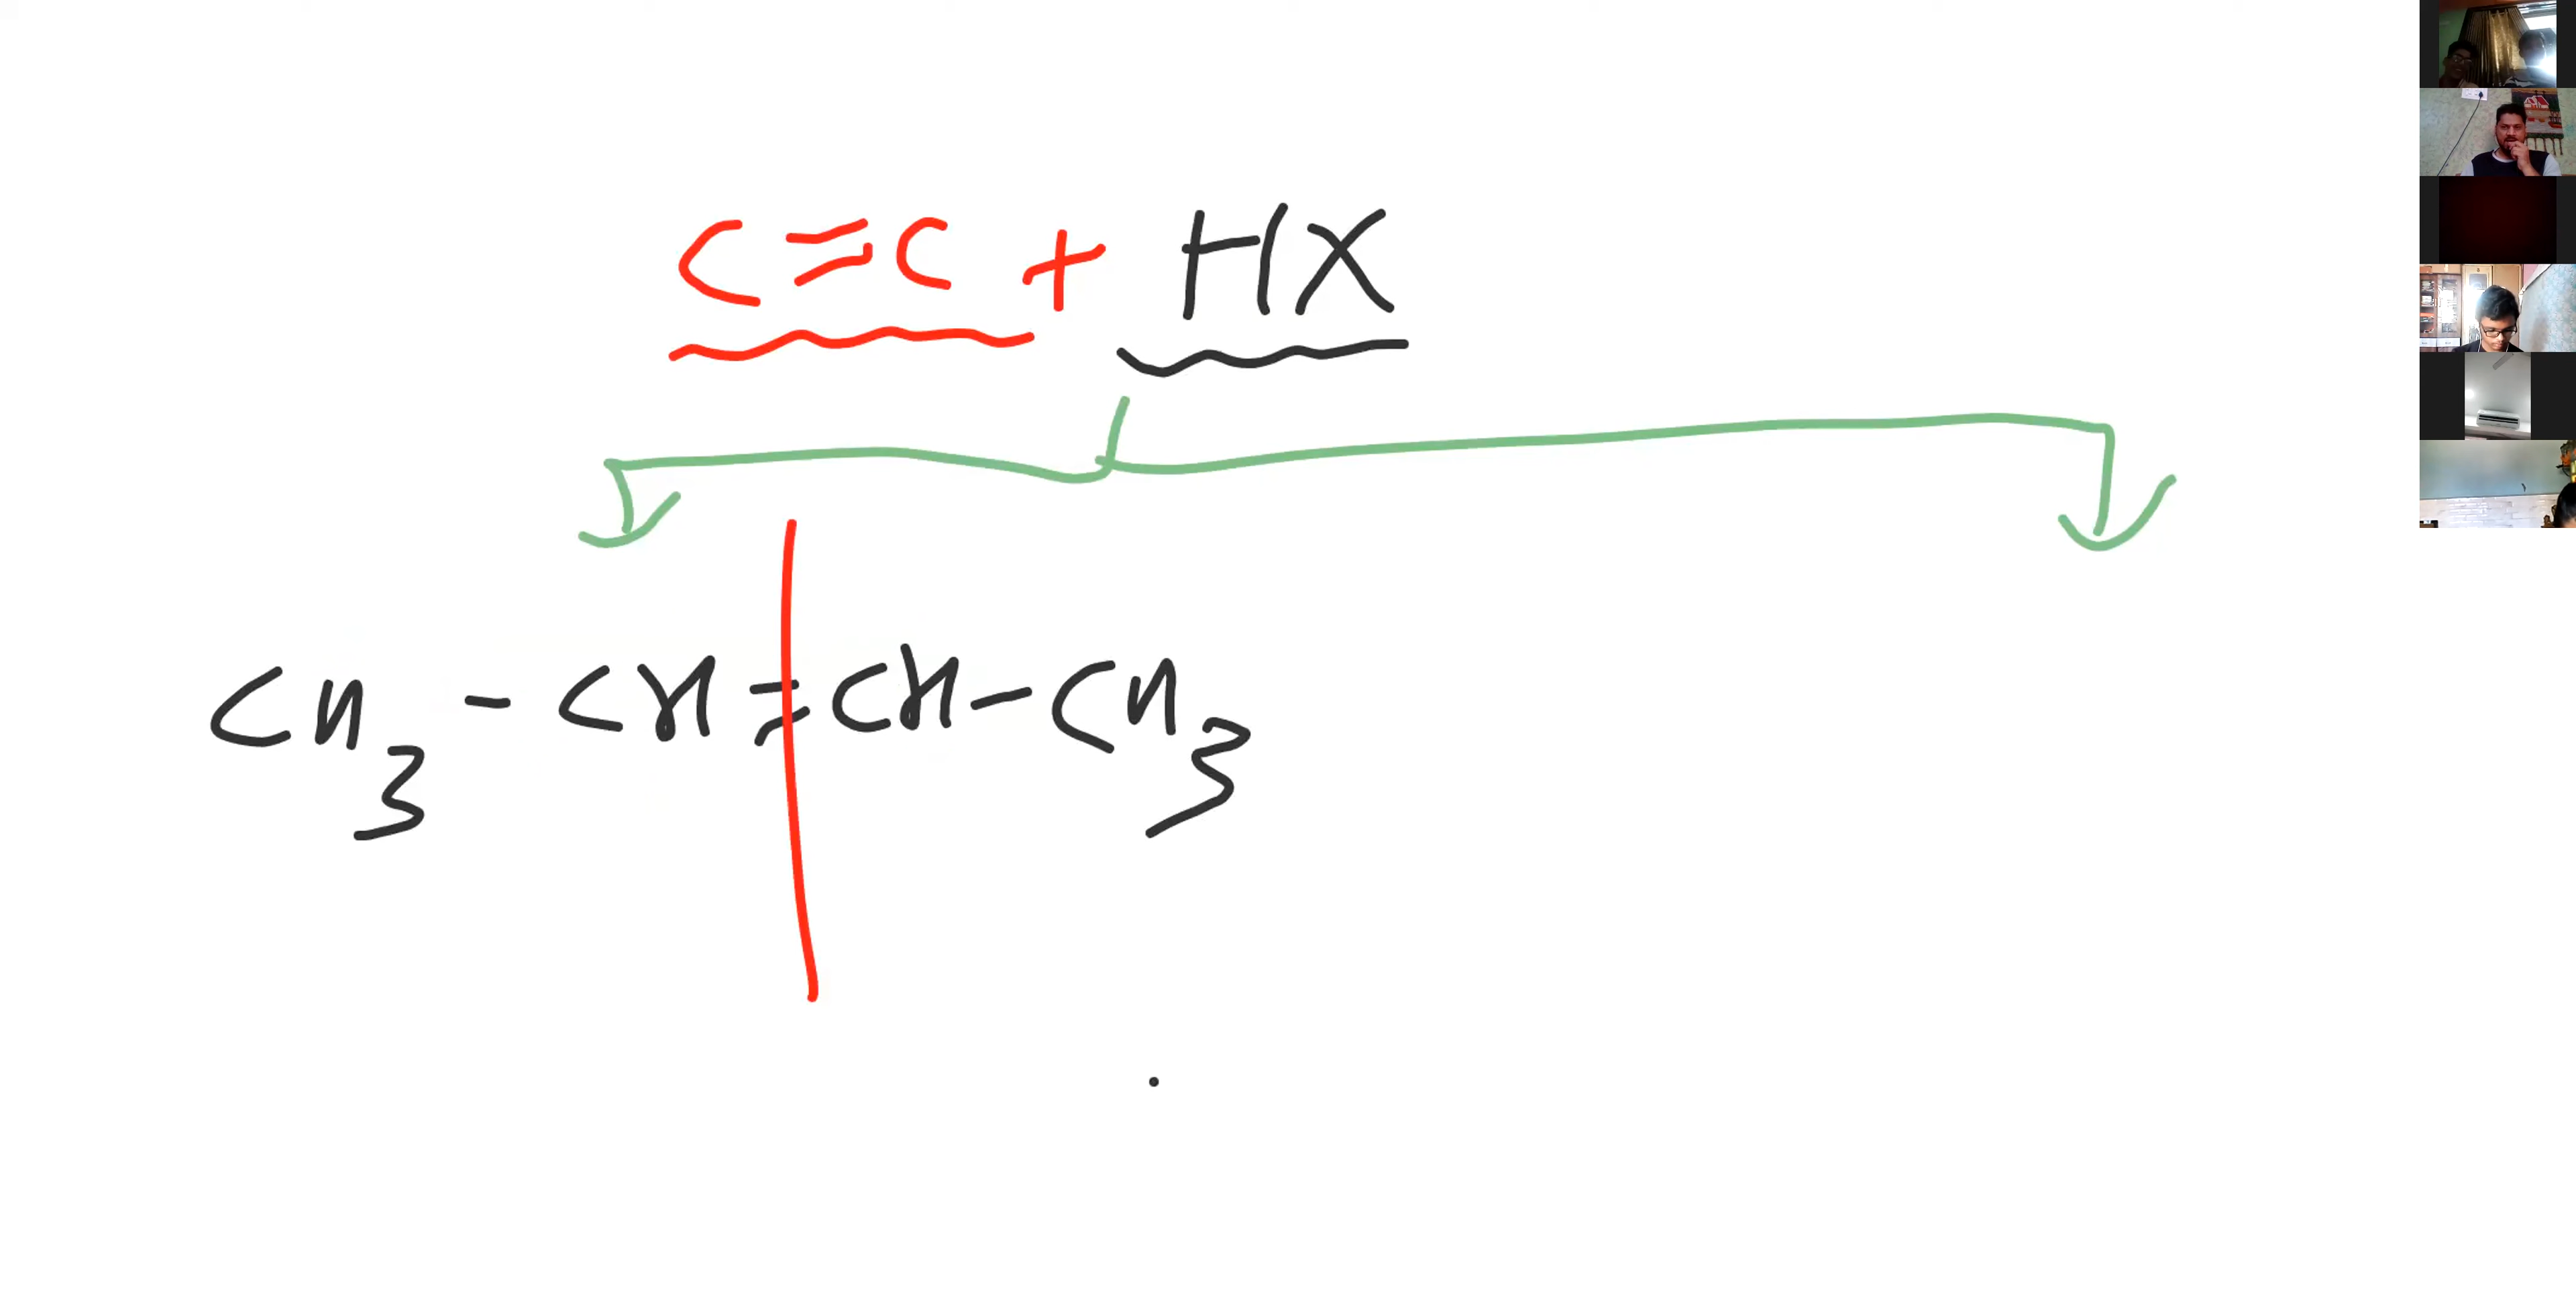 C=C + HX
CH3 - CH = CH - CH3